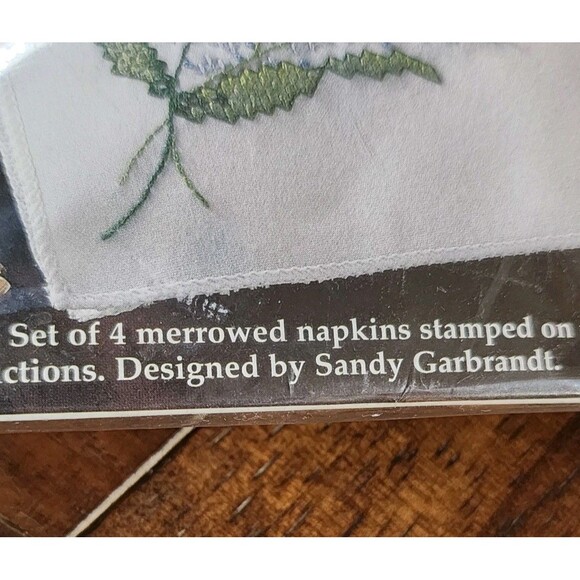 Set of 4 merrowed napkins stamped on
ctions. Designed by Sandy Garbrandt.